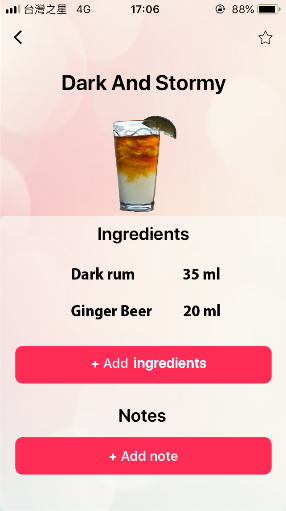 台灣之星 4G 17:06 88%
Dark And Stormy
Ingredients
Dark rum 35 ml
Ginger Beer 20 ml
+ Add ingredients
Notes
+ Add note